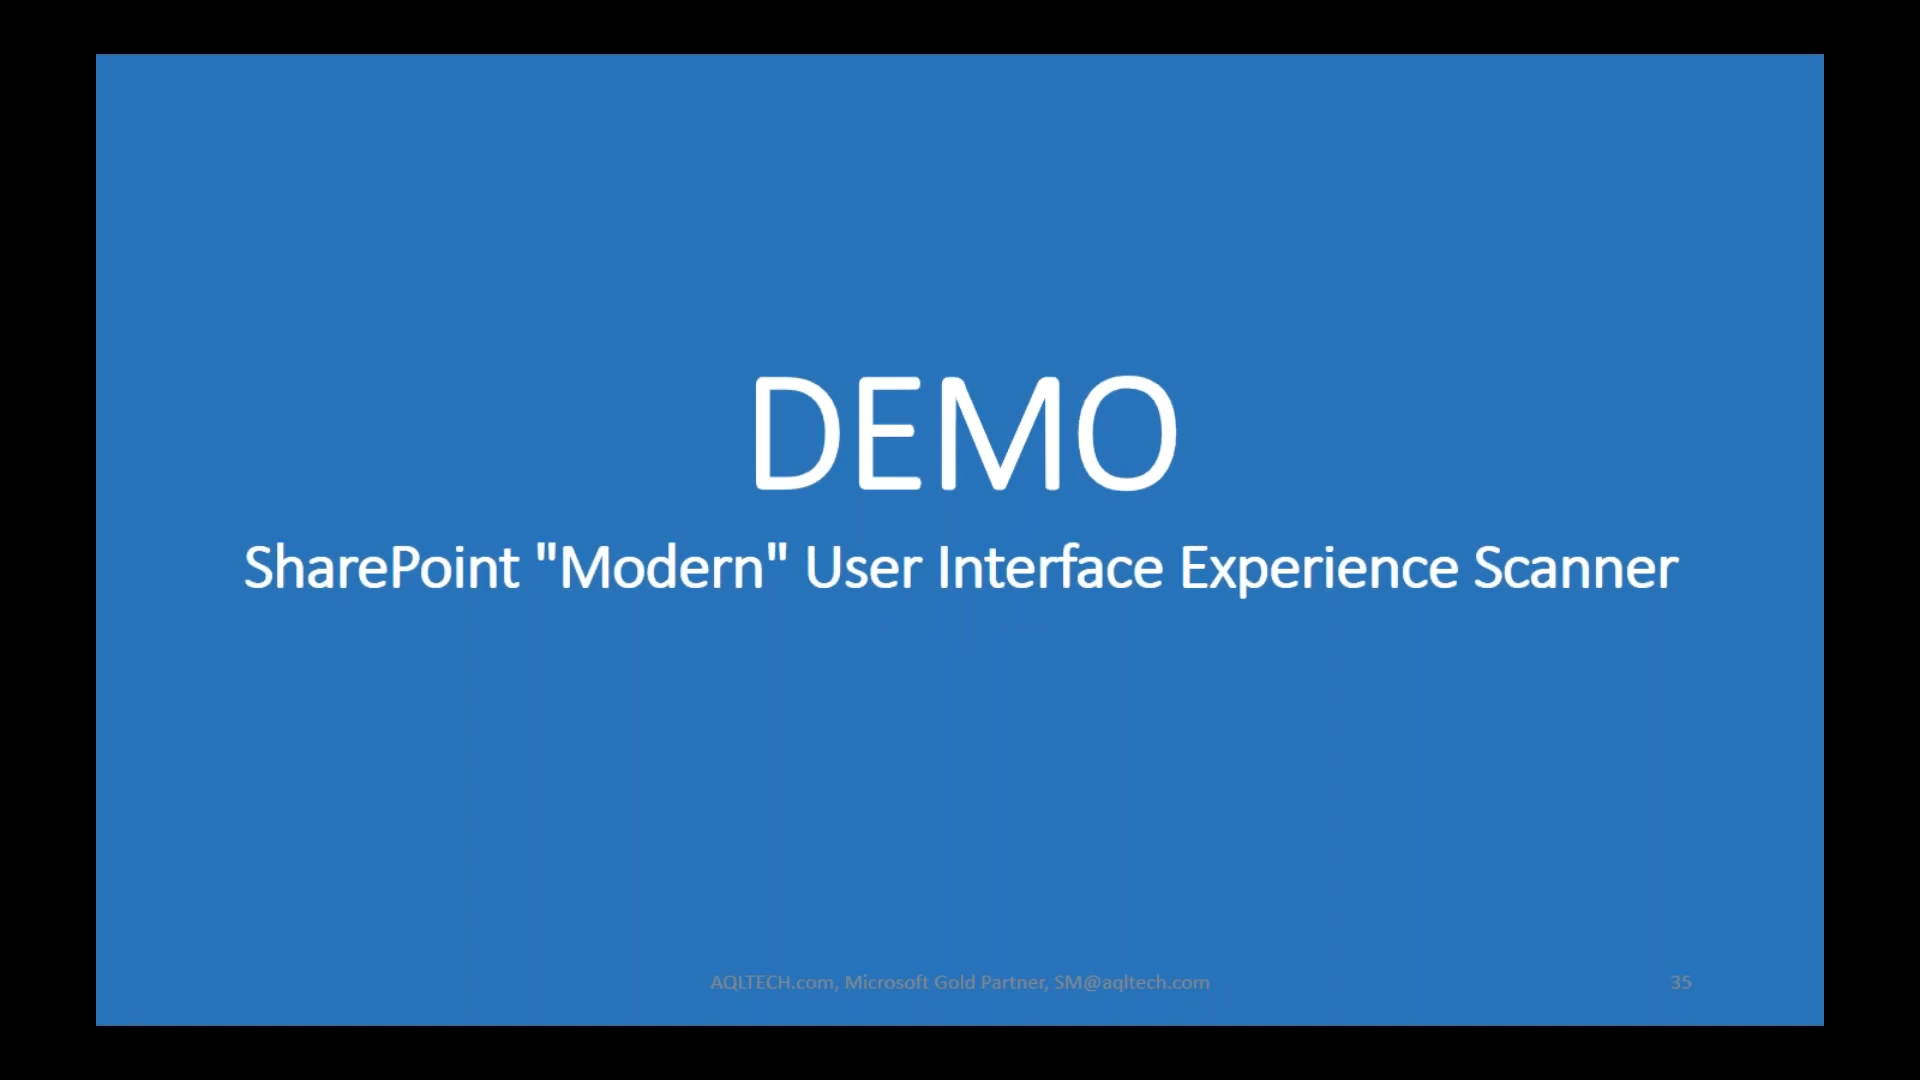 DEMO
SharePoint "Modern" User Interface Experience Scanner
AQLTECH.com, Microsoft Gold Partner, SM@aqltech.com
35